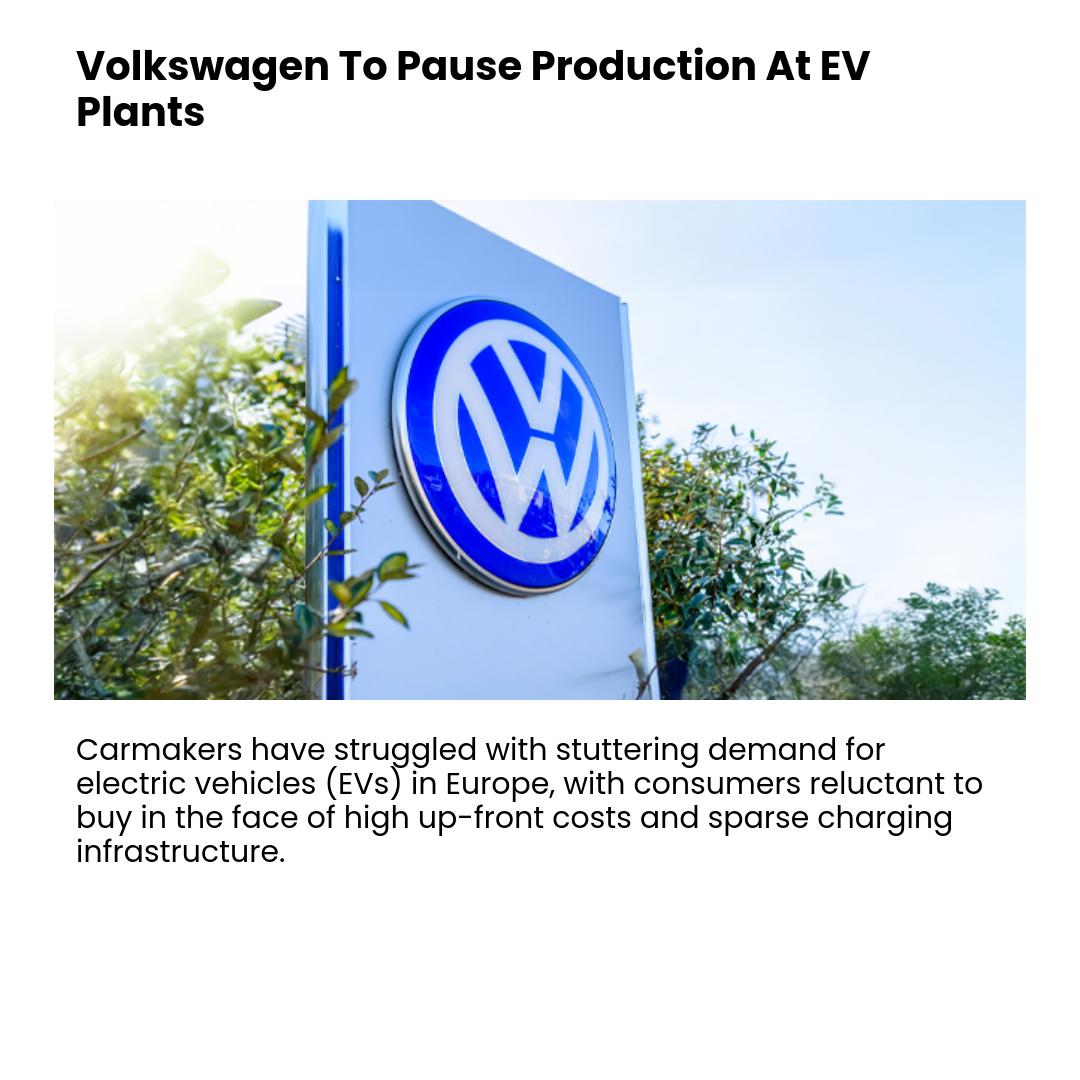 Volkswagen To Pause Production At EV
Plants
VW
Carmakers have struggled with stuttering demand for
electric vehicles (EVs) in Europe, with consumers reluctant to
buy in the face of high up-front costs and sparse charging
infrastructure.